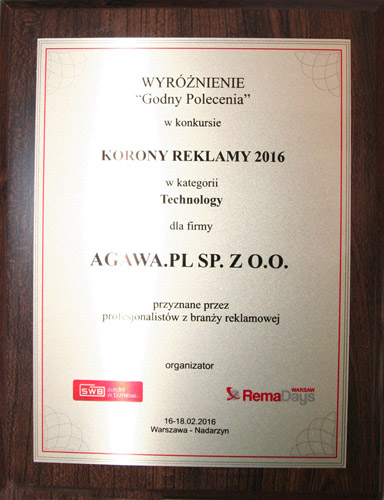 WYRÓŻNIENIE
“Godny Polecenia”
w konkursie
KORONY REKLAMY 2016
w kategorii
Technology
dla firmy
AGAWA.PL SP. Z O.O.
przyznane przez
profesjonalistów z branży reklamowej
organizator
SWB
w biznesie
WARSAW
RemaDays
16-18.02.2016
Warszawa - Nadarzyn